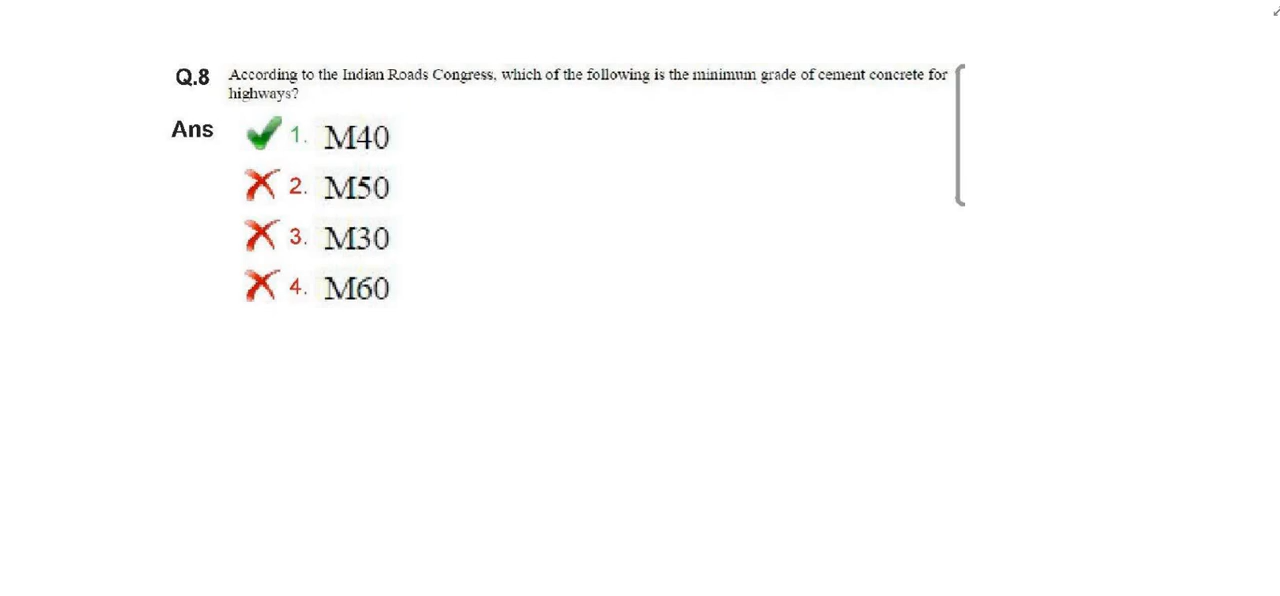 Q.8 According to the Indian Roads Congress, which of the following is the minimum grade of cement concrete for
highways?
Ans 1. M40
2. M50
3. M30
4. M60